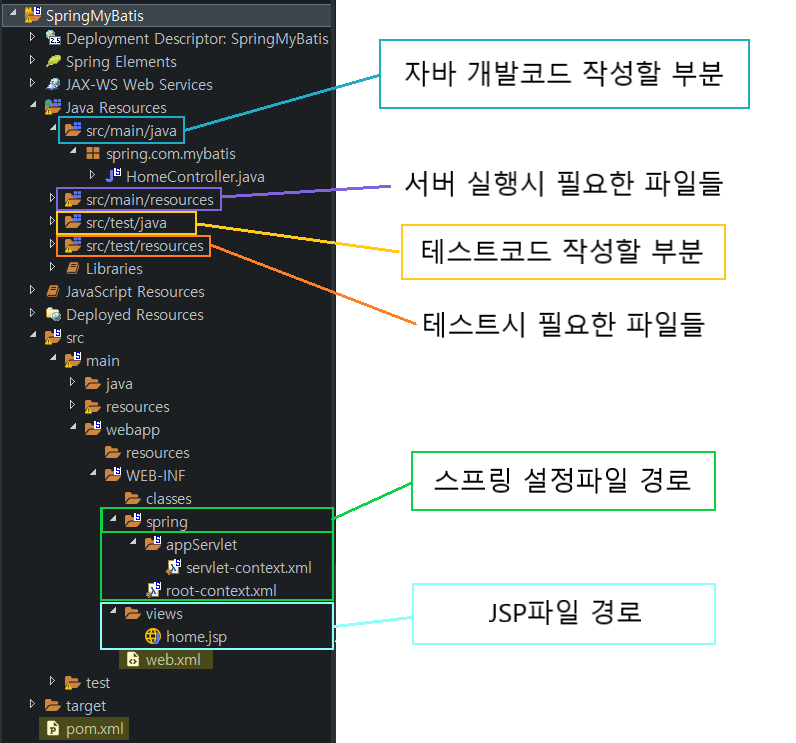 SpringMyBatis
Deployment Descriptor: SpringMyBatis
Spring Elements
JAX-WS Web Services
Java Resources
src/main/java
spring.com.mybatis
HomeController.java
src/main/resources
src/test/java
src/test/resources
Libraries
JavaScript Resources
Deployed Resources
src
main
java
resources
webapp
resources
WEB-INF
classes
spring
appServlet
servlet-context.xml
root-context.xml
views
home.jsp
web.xml
test
target
pom.xml
자바 개발코드 작성할 부분
서버 실행시 필요한 파일들
테스트코드 작성할 부분
테스트시 필요한 파일들
스프링 설정파일 경로
JSP파일 경로